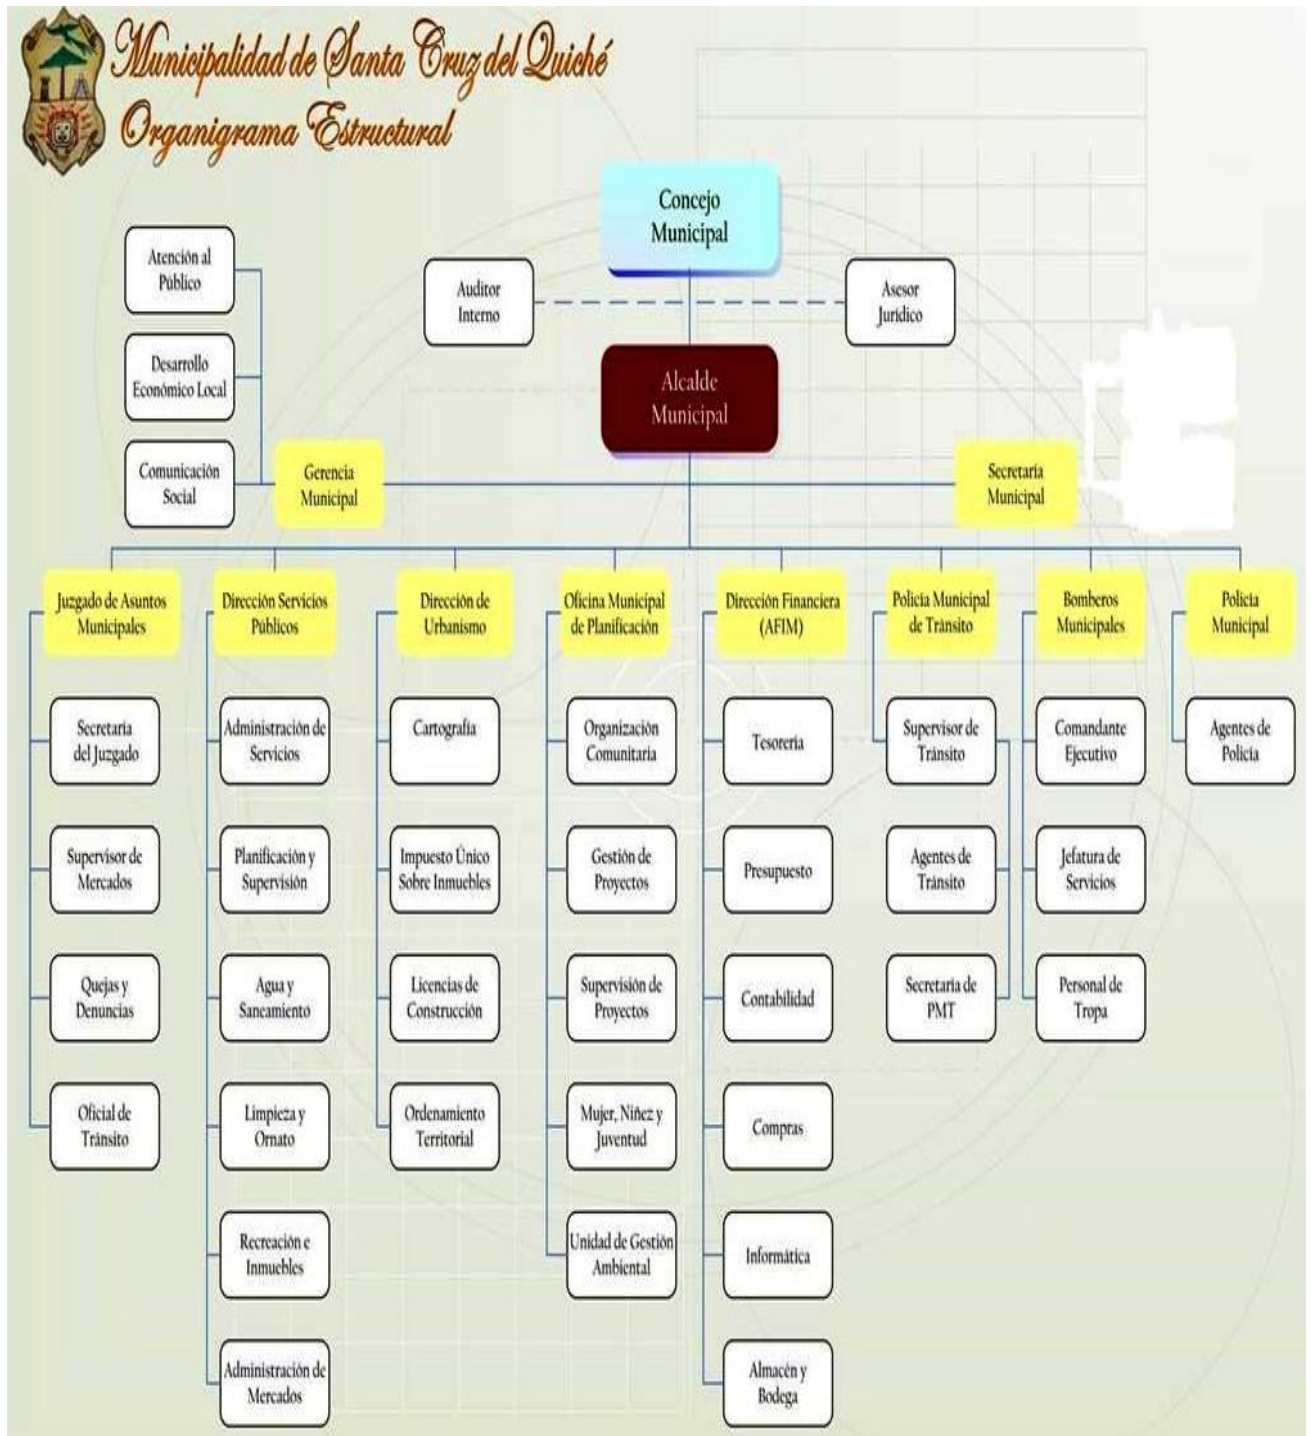 Municipalidad de Santa Cruz del Quiché
Organigrama Estructural
Concejo
Municipal
Atención al
Público
Auditor
Interno
Asesor
Jurídico
Desarrollo
Económico Local
Alcalde
Municipal
Comunicación
Social
Gerencia
Municipal
Secretaría
Municipal
Juzgado de Asuntos
Municipales
Dirección Servicios
Públicos
Dirección de
Urbanismo
Oficina Municipal
de Planificación
Dirección Financiera
(AFIM)
Policía Municipal
de Tránsito
Bomberos
Municipales
Policía
Municipal
Secretaría
del Juzgado
Administración de
Servicios
Cartografía
Organización
Comunitaria
Tesorería
Supervisor de
Tránsito
Comandante
Ejecutivo
Agentes de
Policía
Supervisor de
Mercados
Planificación y
Supervisión
Impuesto Único
Sobre Inmuebles
Gestión de
Proyectos
Presupuesto
Agentes de
Tránsito
Jefatura de
Servicios
Quejas y
Denuncias
Agua y
Saneamiento
Licencias de
Construcción
Supervisión de
Proyectos
Contabilidad
Secretaría de
PMT
Personal de
Tropa
Oficial de
Tránsito
Limpieza y
Ornato
Ordenamiento
Territorial
Mujer, Niñez y
Juventud
Compras
Recreación e
Inmuebles
Unidad de Gestión
Ambiental
Informática
Administración de
Mercados
Almacén y
Bodega